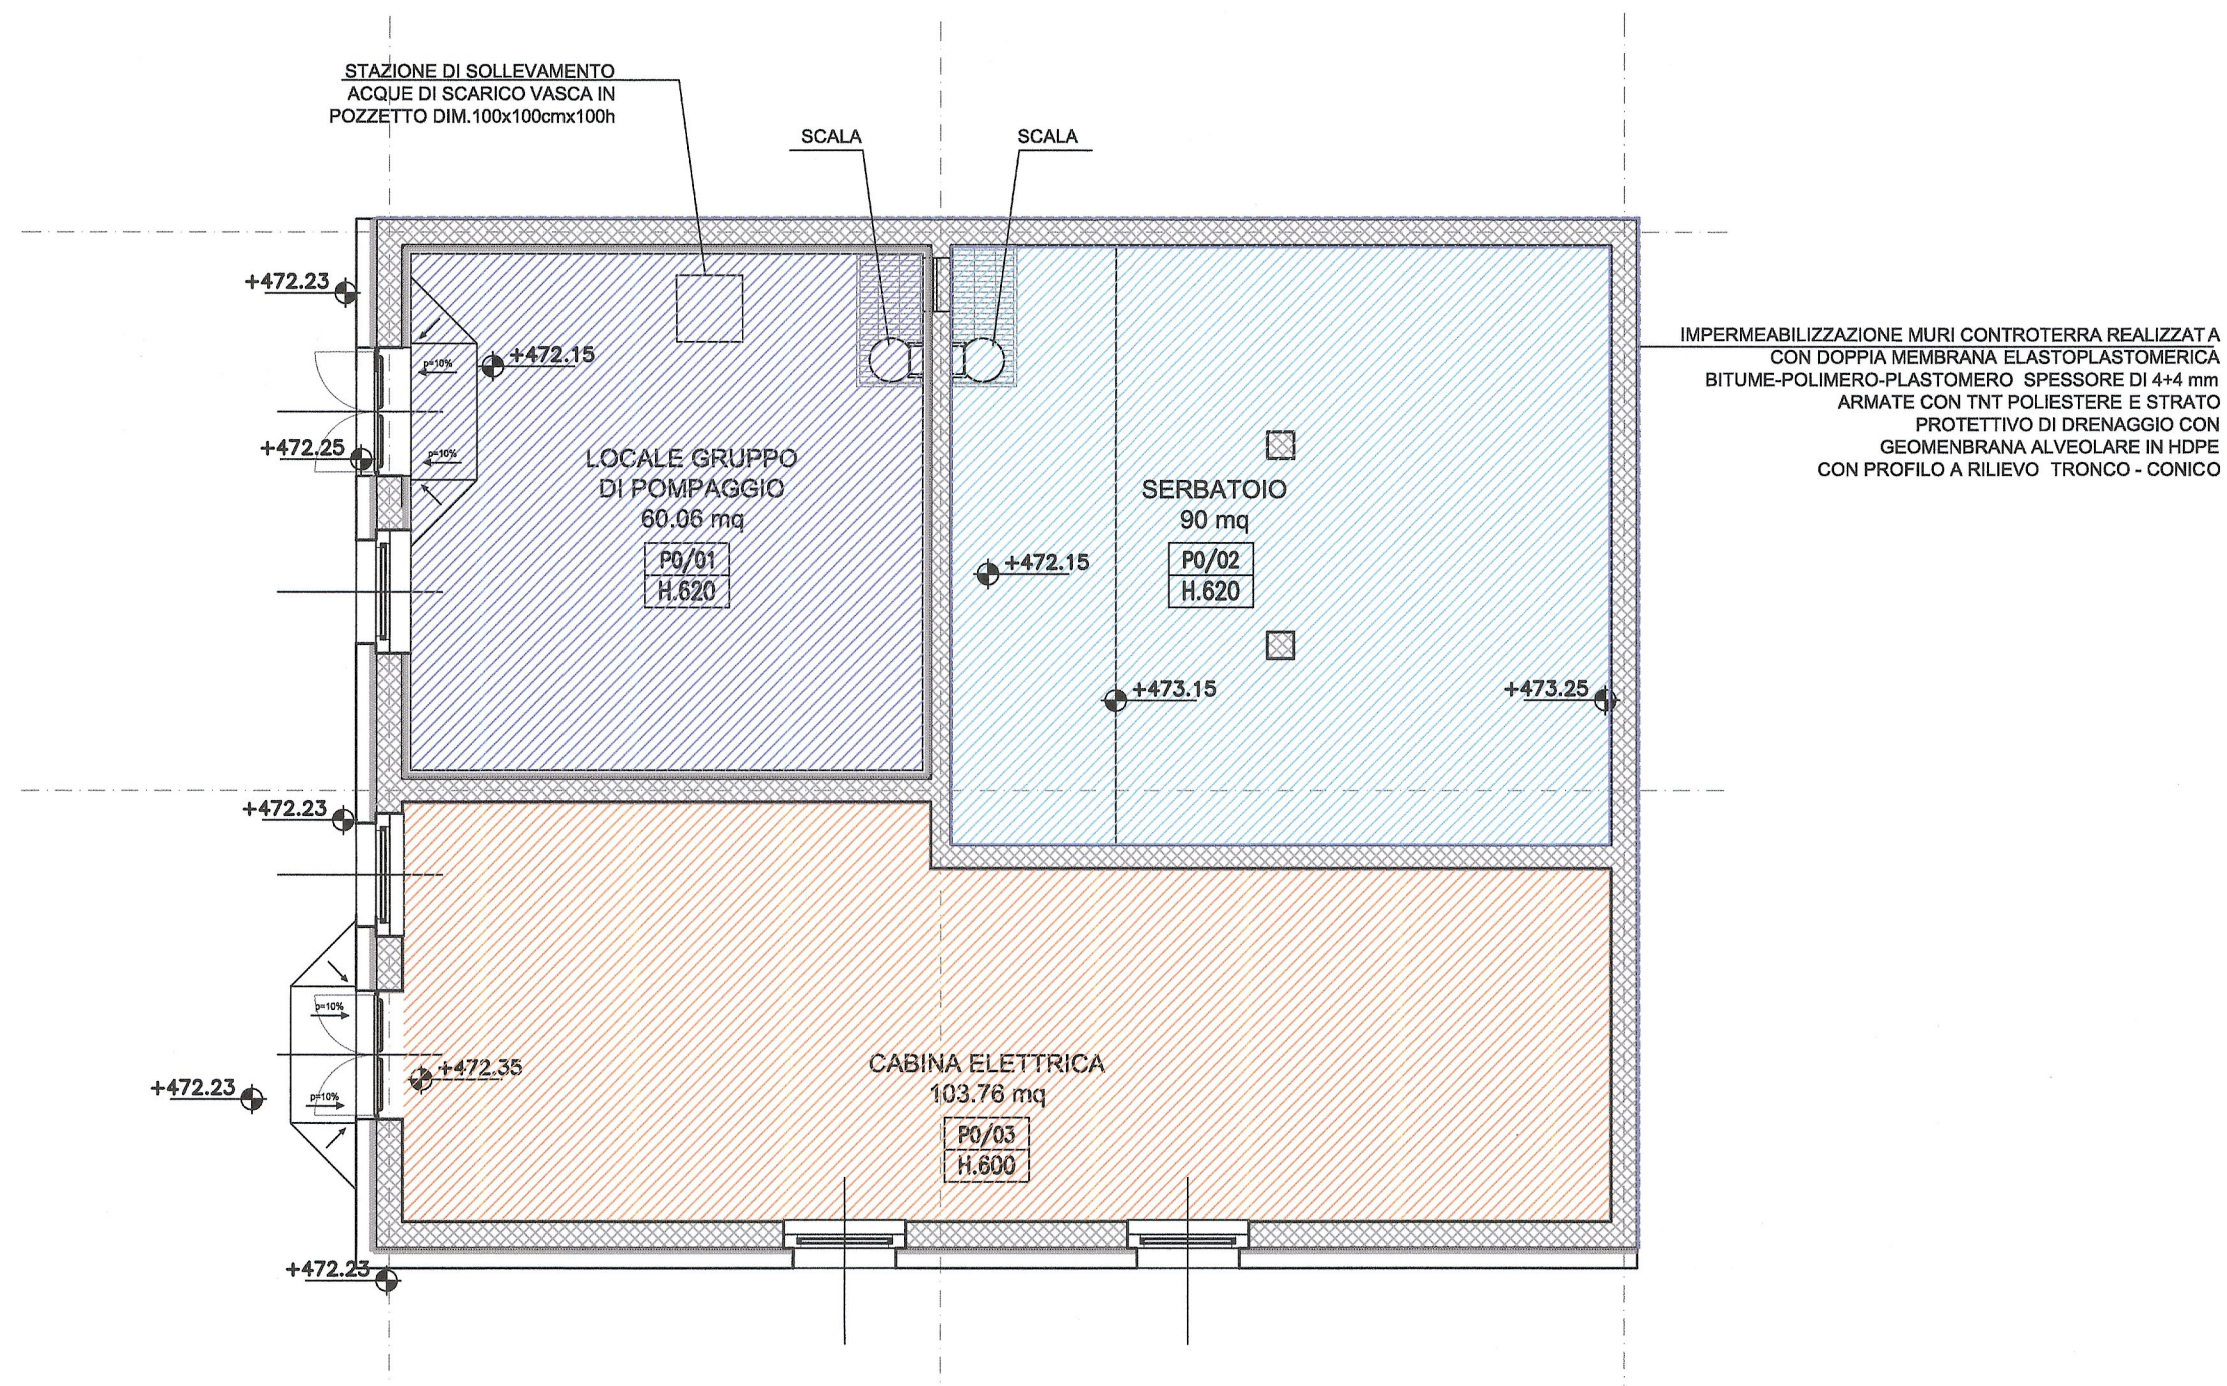 STAZIONE DI SOLLEVAMENTO
ACQUE DI SCARICO VASCA IN
POZZETTO DIM.100x100cmx100h
SCALA
SCALA
+472.23
+472.15
p=10%
+472.25
p=10%
LOCALE GRUPPO
DI POMPAGGIO
60.06 mq
P0/01
H.620
SERBATOIO
90 mq
P0/02
H.620
+472.15
+473.15
+473.25
IMPERMEABILIZZAZIONE MURI CONTROTERRA REALIZZATA
CON DOPPIA MEMBRANA ELASTOPLASTOMERICA
BITUME-POLIMERO-PLASTOMERO SPESSORE DI 4+4 mm
ARMATE CON TNT POLIESTERE E STRATO
PROTETTIVO DI DRENAGGIO CON
GEOMENBRANA ALVEOLARE IN HDPE
CON PROFILO A RILIEVO TRONCO - CONICO
+472.23
p=10%
+472.35
+472.23
p=10%
CABINA ELETTRICA
103.76 mq
P0/03
H.600
+472.23